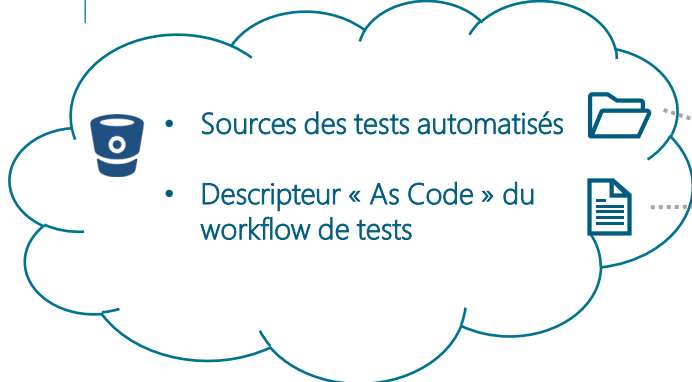 • Sources des tests automatisés
• Descripteur « As Code » du
workflow de tests